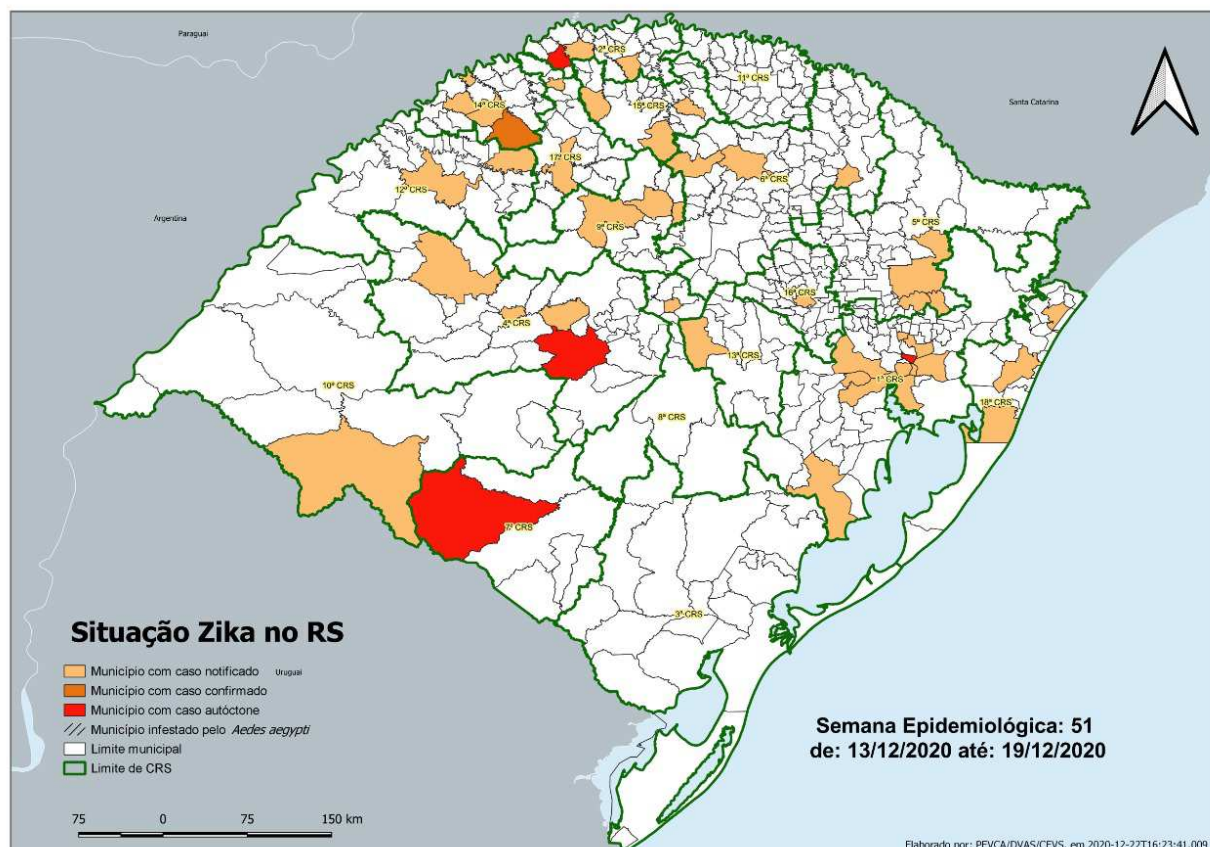 Paraguai
Santa Catarina
Argentina
2ª CRS
11ª CRS
14ª CRS
15ª CRS
17ª CRS
6ª CRS
12ª CRS
9ª CRS
5ª CRS
16ª CRS
4ª CRS
13ª CRS
1ª CRS
10ª CRS
8ª CRS
18ª CRS
7ª CRS
3ª CRS
Situação Zika no RS
Município com caso notificado
Uruguai
Município com caso confirmado
Município com caso autóctone
Município infestado pelo Aedes aegypti
Limite municipal
Limite de CRS
75 0 75 150 km
Semana Epidemiológica: 51
de: 13/12/2020 até: 19/12/2020
Elaborado por: PEVCA/DVAS/CEVS, em 2020-12-22T16:23:41.009